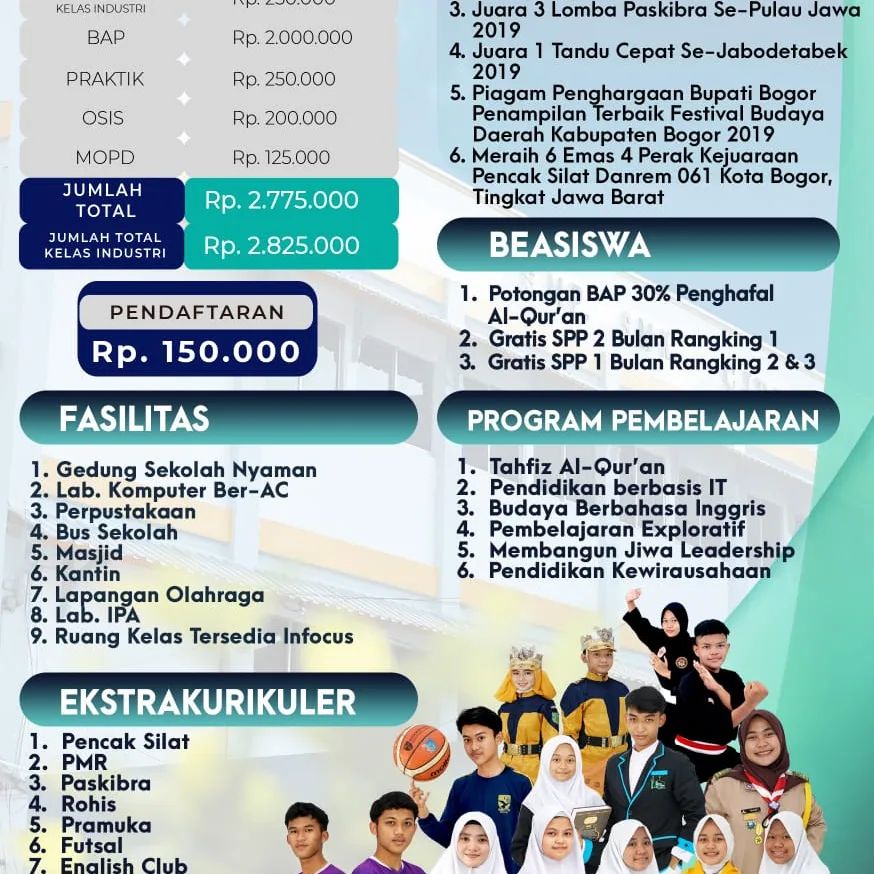 KELAS INDUSTRI
BAP Rp. 2.000.000
PRAKTIK Rp. 250.000
OSIS Rp. 200.000
MOPD Rp. 125.000
JUMLAH
TOTAL
Rp. 2.775.000
JUMLAH TOTAL
KELAS INDUSTRI
Rp. 2.825.000
PENDAFTARAN
Rp. 150.000
FASILITAS
1. Gedung Sekolah Nyaman
2. Lab. Komputer Ber-AC
3. Perpustakaan
4. Bus Sekolah
5. Masjid
6. Kantin
7. Lapangan Olahraga
8. Lab. IPA
9. Ruang Kelas Tersedia Infocus
EKSTRAKURIKULER
1. Pencak Silat
2. PMR
3. Paskibra
4. Rohis
5. Pramuka
6. Futsal
7. English Club
3. Juara 3 Lomba Paskibra Se-Pulau Jawa
2019
4. Juara 1 Tandu Cepat Se-Jabodetabek
2019
5. Piagam Penghargaan Bupati Bogor
Penampilan Terbaik Festival Budaya
Daerah Kabupaten Bogor 2019
6. Meraih 6 Emas 4 Perak Kejuaraan
Pencak Silat Danrem 061 Kota Bogor,
Tingkat Jawa Barat
BEASISWA
1. Potongan BAP 30% Penghafal
Al-Qur'an
2. Gratis SPP 2 Bulan Rangking 1
3. Gratis SPP 1 Bulan Rangking 2 & 3
PROGRAM PEMBELAJARAN
1. Tahfiz Al-Qur'an
2. Pendidikan berbasis IT
3. Budaya Berbahasa Inggris
4. Pembelajaran Exploratif
5. Membangun Jiwa Leadership
6. Pendidikan Kewirausahaan